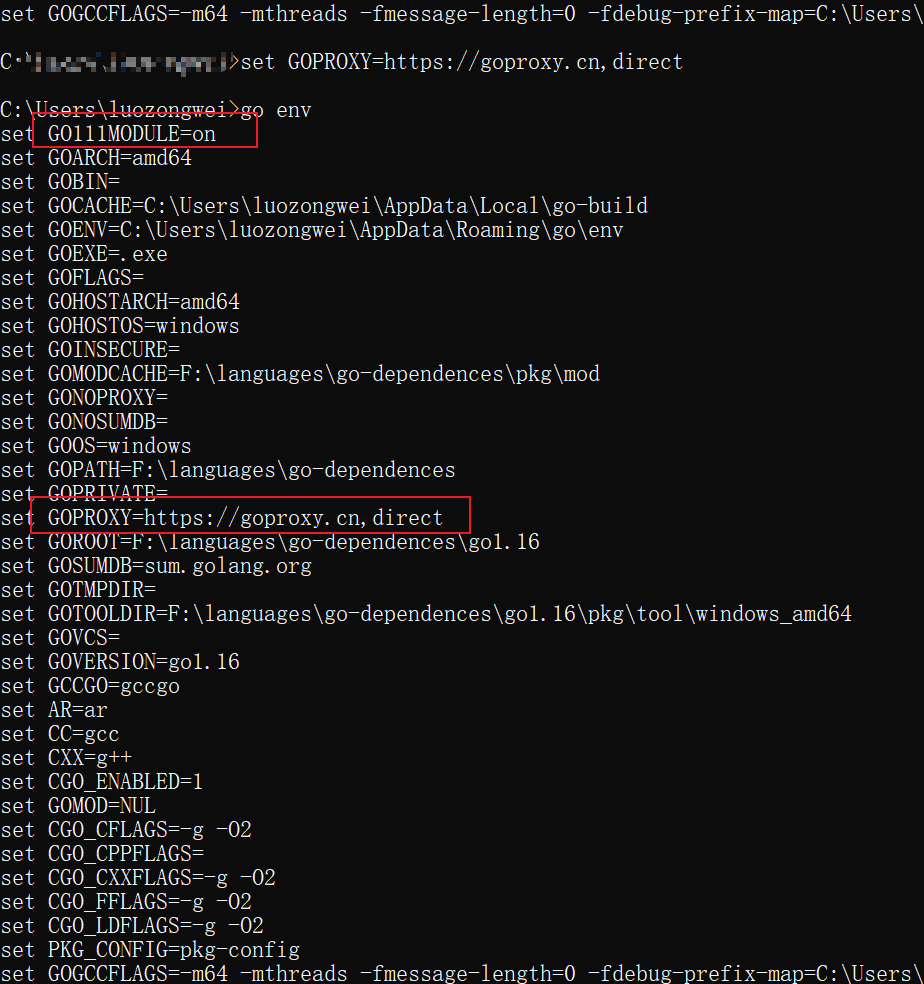 set GOGCCFLAGS=-m64 -mthreads -fmessage-length=0 -fdebug-prefix-map=C:\Users\
>set GOPROXY=https://goproxy.cn,direct
C:\Users\luozongwei>go env
set GO111MODULE=on
set GOARCH=amd64
set GOBIN=
set GOCACHE=C:\Users\luozongwei\AppData\Local\go-build
set GOENV=C:\Users\luozongwei\AppData\Roaming\go\env
set GOEXE=.exe
set GOFLAGS=
set GOHOSTARCH=amd64
set GOHOSTOS=windows
set GOINSECURE=
set GOMODCACHE=F:\languages\go-dependences\pkg\mod
set GONOPROXY=
set GONOSUMDB=
set GOOS=windows
set GOPATH=F:\languages\go-dependences
set GOPRIVATE=
set GOPROXY=https://goproxy.cn,direct
set GOROOT=F:\languages\go-dependences\go1.16
set GOSUMDB=sum.golang.org
set GOTMPDIR=
set GOTOOLDIR=F:\languages\go-dependences\go1.16\pkg\tool\windows_amd64
set GOVCS=
set GOVERSION=go1.16
set GCCGO=gccgo
set AR=ar
set CC=gcc
set CXX=g++
set CGO_ENABLED=1
set GOMOD=NUL
set CGO_CFLAGS=-g -O2
set CGO_CPPFLAGS=
set CGO_CXXFLAGS=-g -O2
set CGO_FFLAGS=-g -O2
set CGO_LDFLAGS=-g -O2
set PKG_CONFIG=pkg-config
set GOGCCFLAGS=-m64 -mthreads -fmessage-length=0 -fdebug-prefix-map=C:\Users\